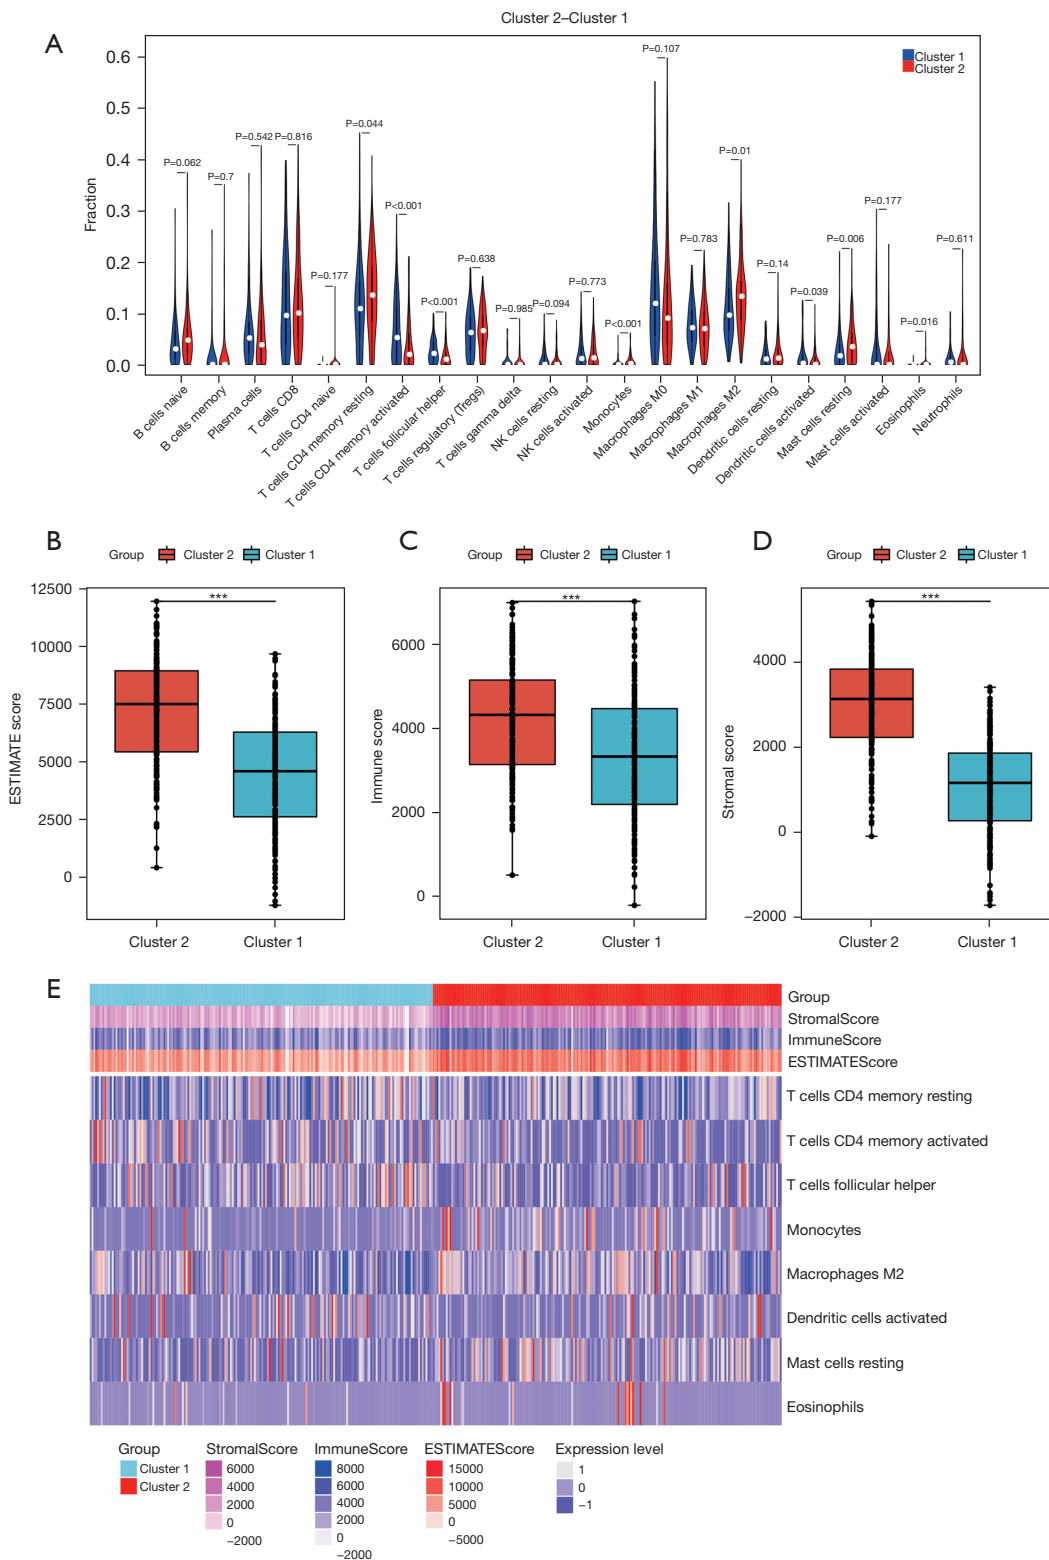 Cluster 2–Cluster 1
A
Cluster 1
Cluster 2
Fraction
0.6
0.5
0.4
0.3
0.2
0.1
0.0
P=0.062
P=0.7
P=0.542
P=0.816
P=0.177
P=0.044
P<0.001
P<0.001
P=0.638
P=0.985
P=0.094
P=0.773
P<0.001
P=0.107
P=0.783
P=0.01
P=0.14
P=0.039
P=0.006
P=0.177
P=0.016
P=0.611
B cells naive
B cells memory
Plasma cells
T cells CD8
T cells CD4 naive
T cells CD4 memory resting
T cells CD4 memory activated
T cells follicular helper
T cells regulatory (Tregs)
T cells gamma delta
NK cells resting
NK cells activated
Monocytes
Macrophages M0
Macrophages M1
Macrophages M2
Dendritic cells resting
Dendritic cells activated
Mast cells resting
Mast cells activated
Eosinophils
Neutrophils
B
Group Cluster 2 Cluster 1
ESTIMATE score
12500
10000
7500
5000
2500
0
***
Cluster 2 Cluster 1
C
Group Cluster 2 Cluster 1
Immune score
6000
4000
2000
0
***
Cluster 2 Cluster 1
D
Group Cluster 2 Cluster 1
Stromal score
4000
2000
0
−2000
***
Cluster 2 Cluster 1
E
Group
StromalScore
ImmuneScore
ESTIMATEScore
T cells CD4 memory resting
T cells CD4 memory activated
T cells follicular helper
Monocytes
Macrophages M2
Dendritic cells activated
Mast cells resting
Eosinophils
Group
Cluster 1
Cluster 2
StromalScore
6000
4000
2000
0
−2000
ImmuneScore
8000
6000
4000
2000
0
−2000
ESTIMATEScore
15000
10000
5000
0
−5000
Expression level
1
0
−1